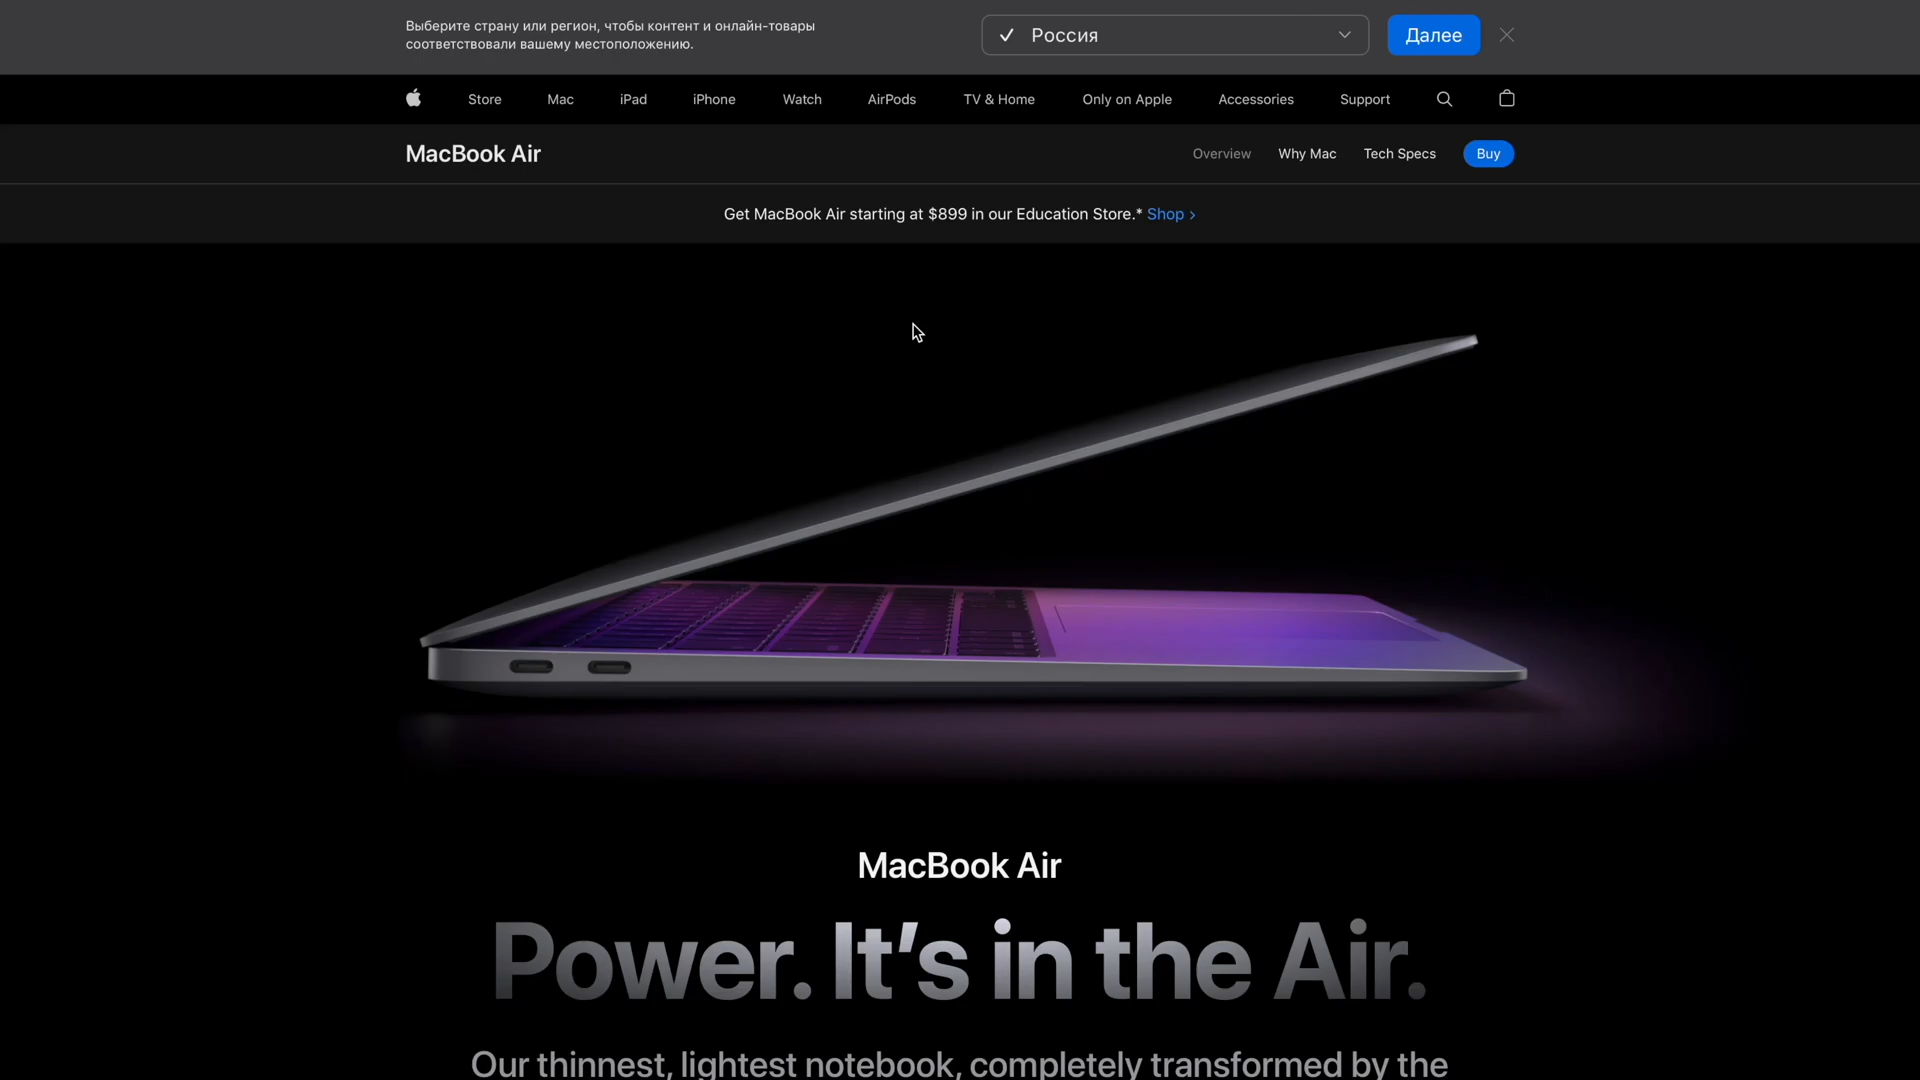 Выберите страну или регион, чтобы контент и онлайн-товары
соответствовали вашему местоположению.
Россия
Далее
Store Mac iPad iPhone Watch AirPods TV & Home Only on Apple Accessories Support
MacBook Air
Overview Why Mac Tech Specs Buy
Get MacBook Air starting at $899 in our Education Store.* Shop >
MacBook Air
Power. It’s in the Air.
Our thinnest, lightest notebook, completely transformed by the